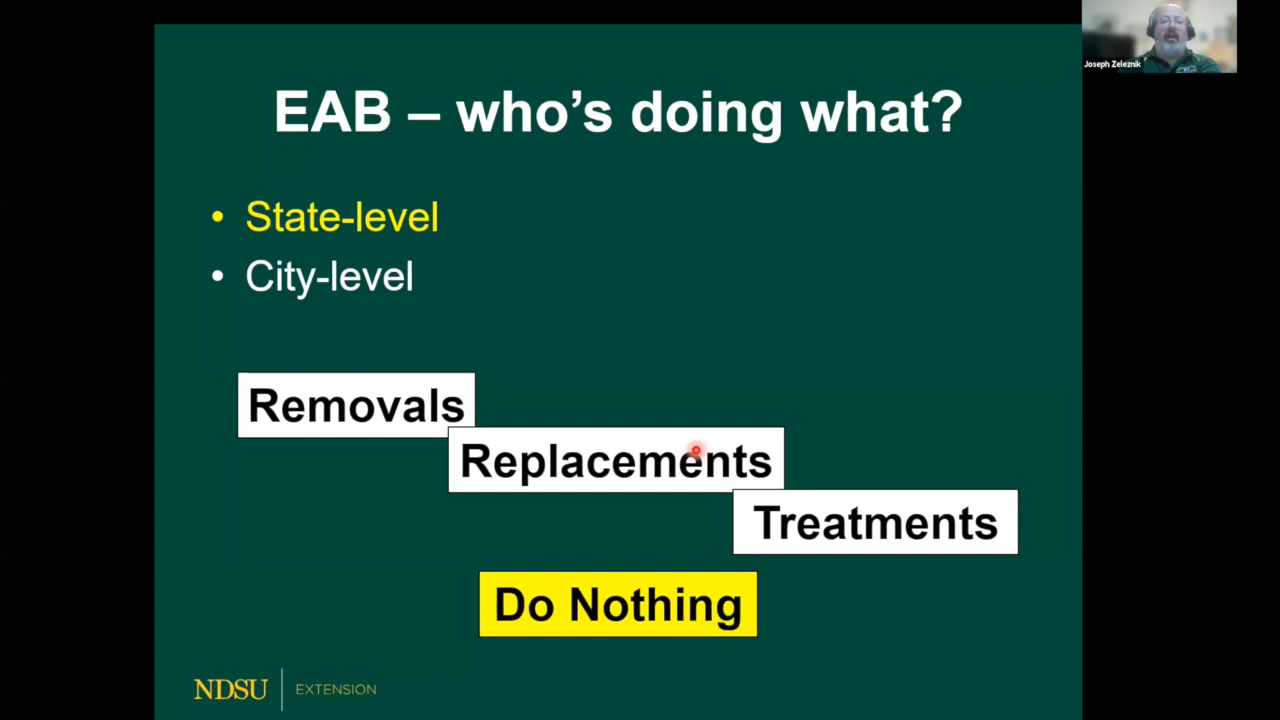 Joseph Zeleznik
EAB – who's doing what?
• State-level
• City-level
Removals
Replacements
Treatments
Do Nothing
NDSU EXTENSION